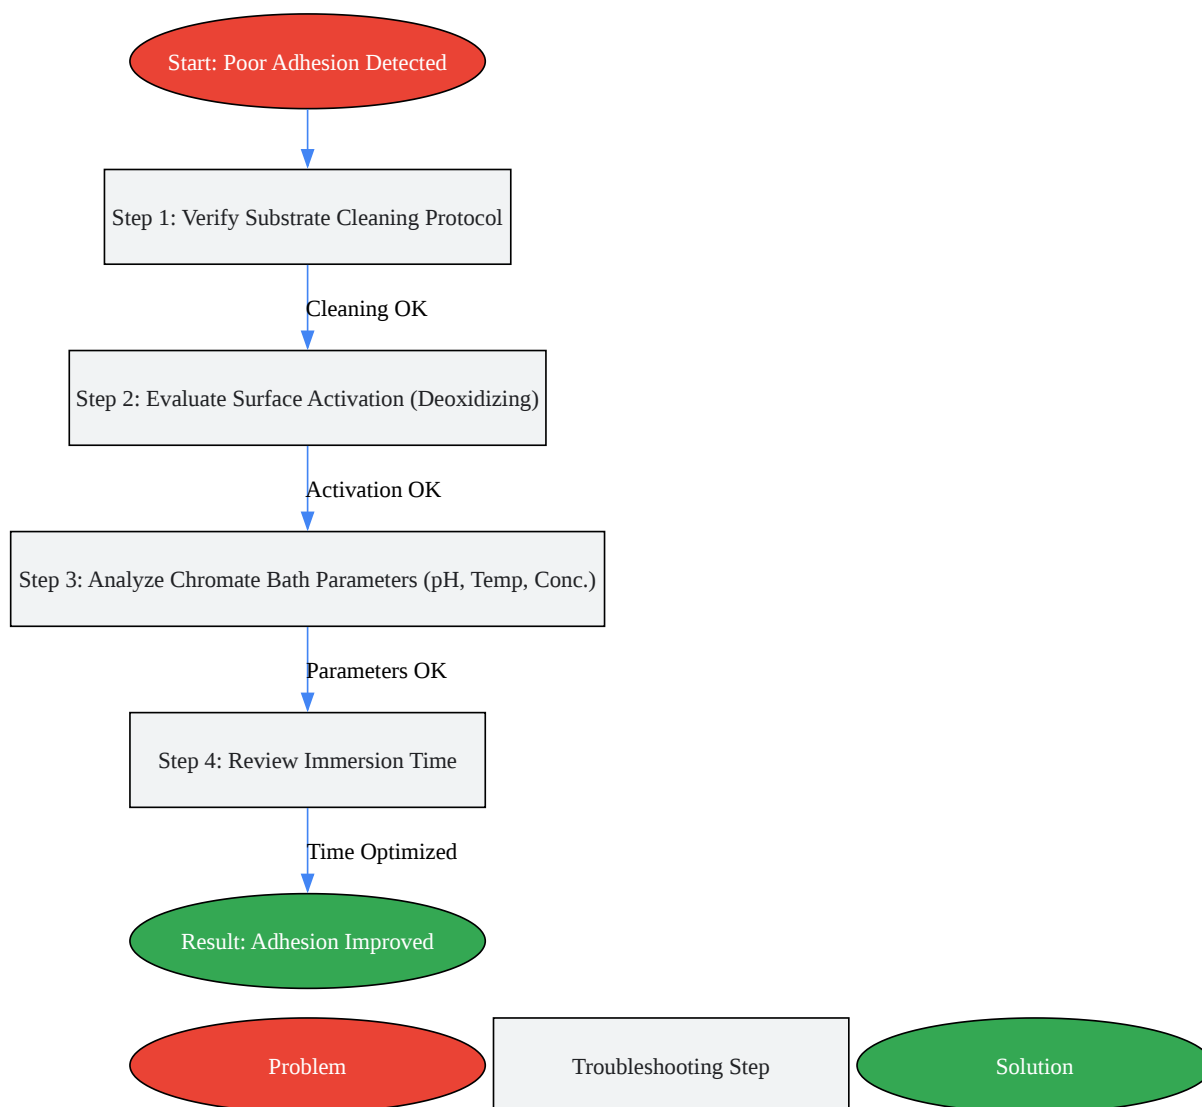 Start: Poor Adhesion Detected
Step 1: Verify Substrate Cleaning Protocol
Cleaning OK
Step 2: Evaluate Surface Activation (Deoxidizing)
Activation OK
Step 3: Analyze Chromate Bath Parameters (pH, Temp, Conc.)
Parameters OK
Step 4: Review Immersion Time
Time Optimized
Result: Adhesion Improved
Problem
Troubleshooting Step
Solution